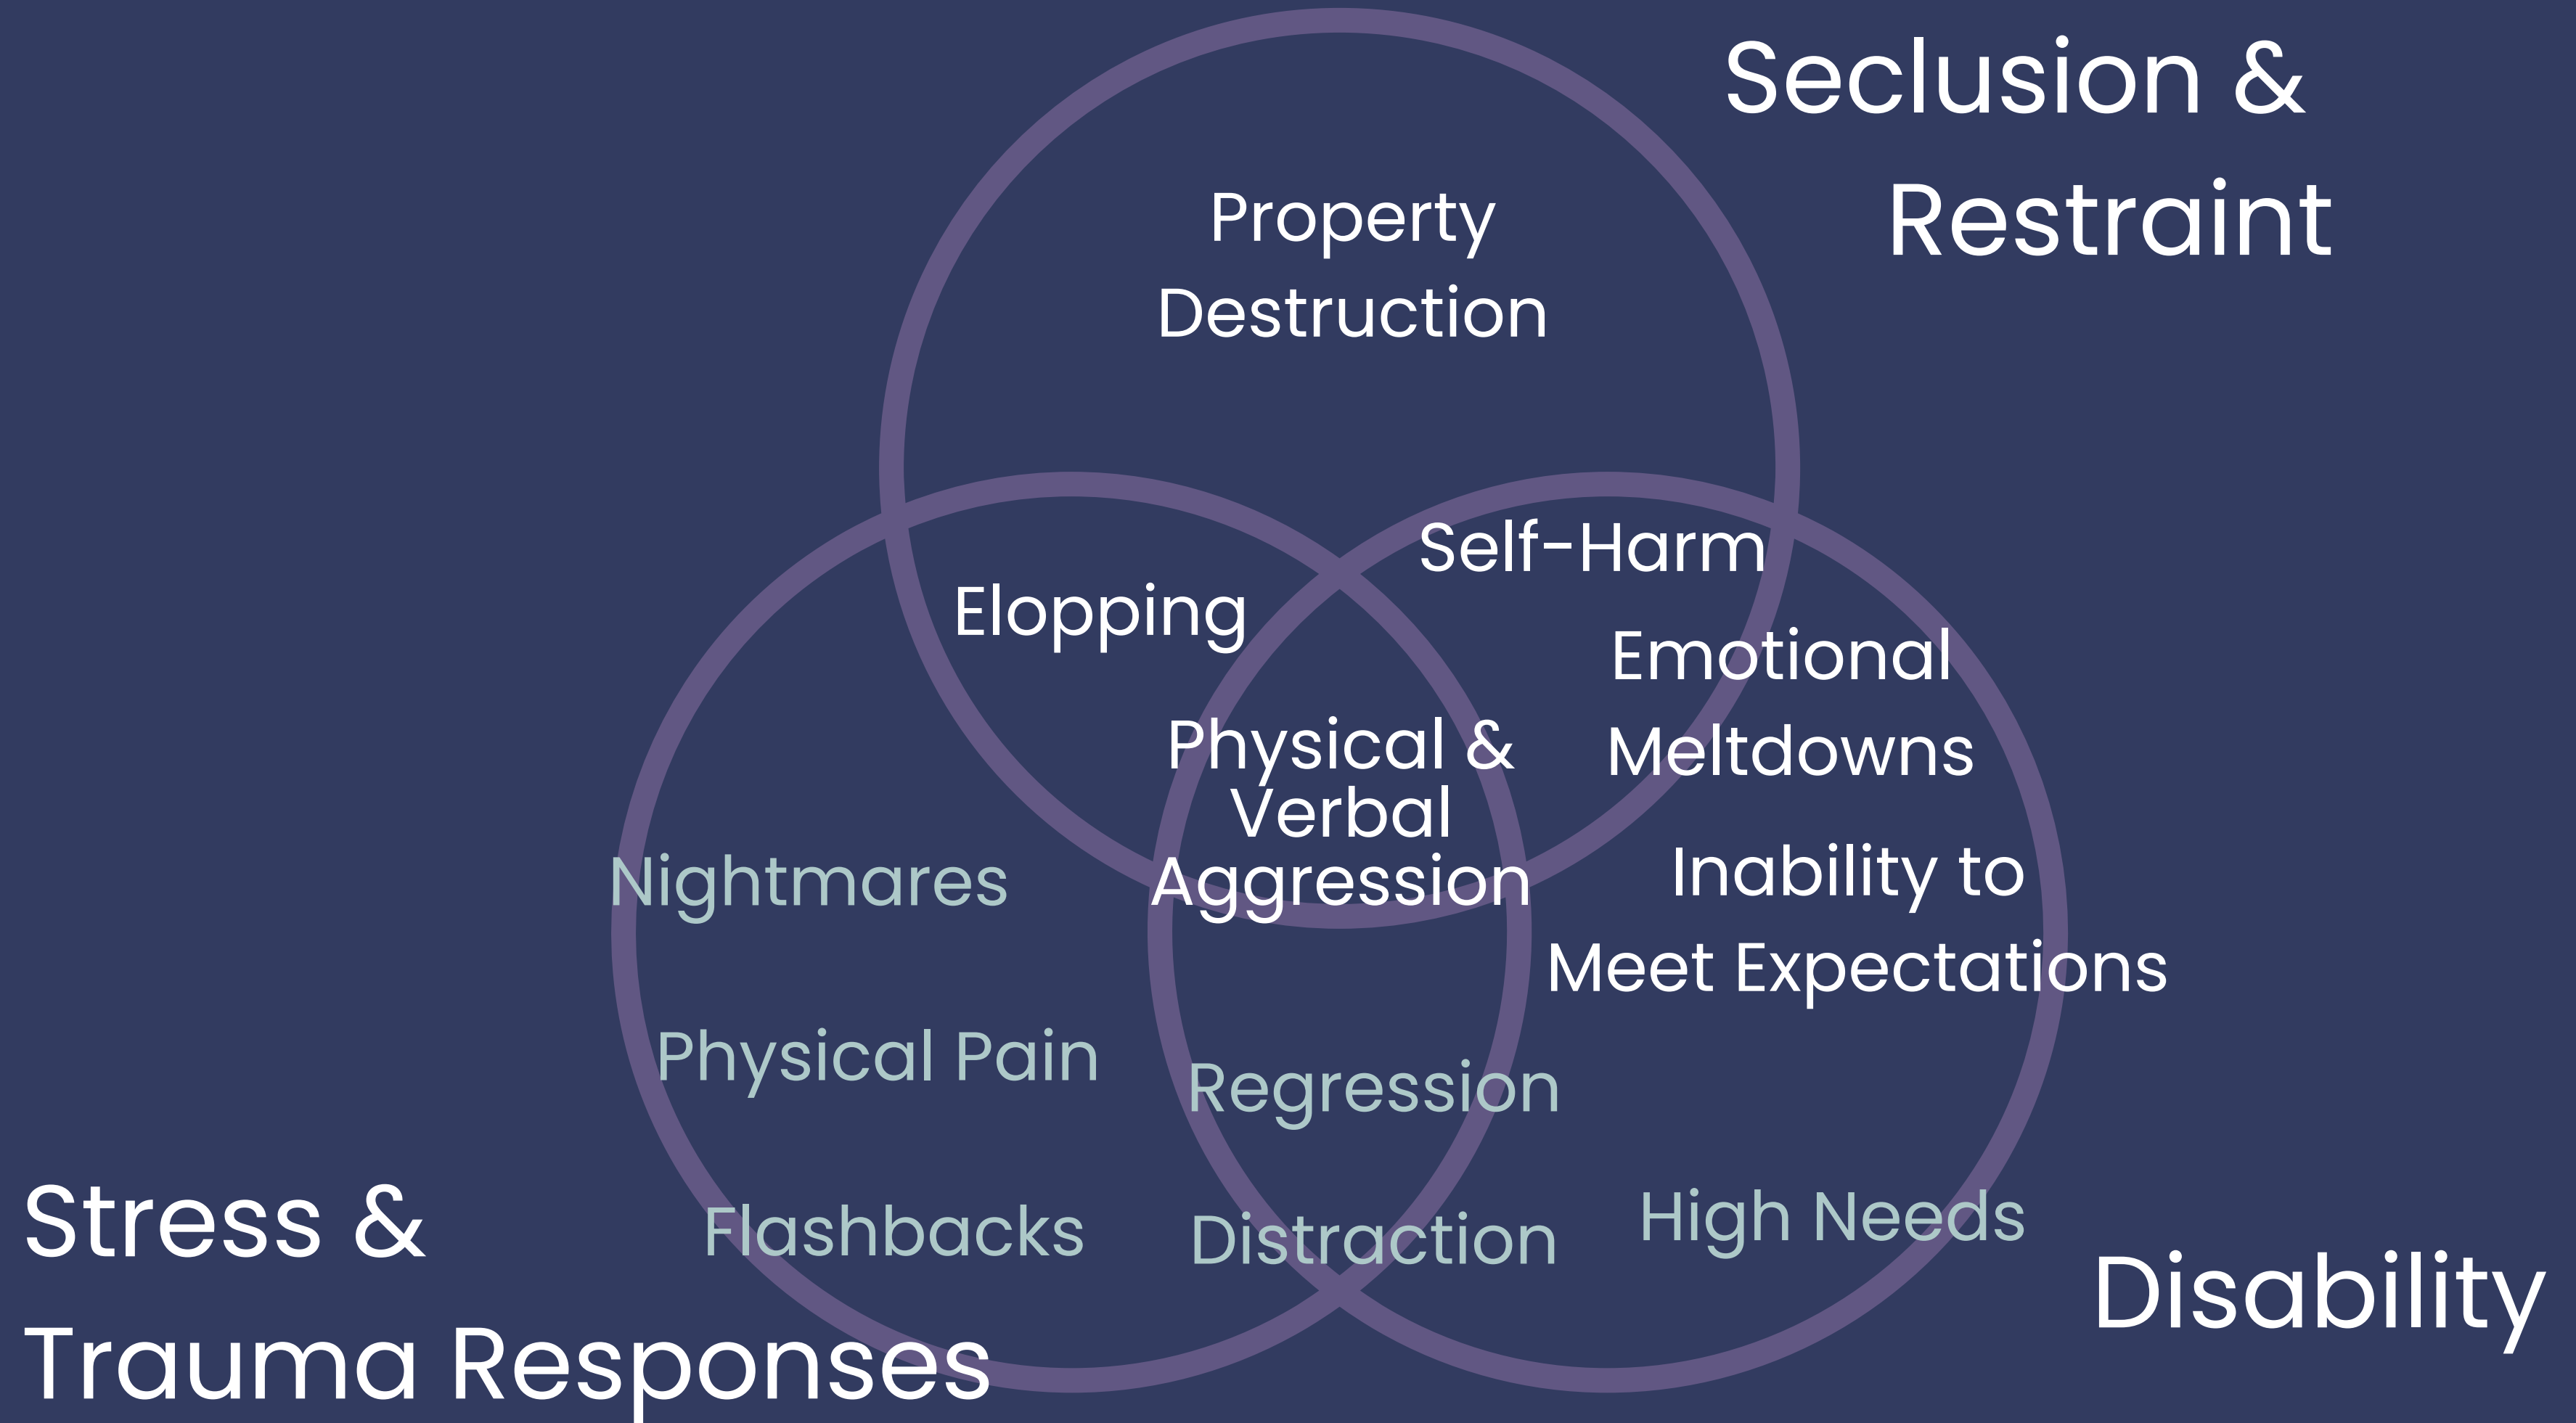 Seclusion &
Restraint
Property
Destruction
Self-Harm
Elopping
Emotional
Meltdowns
Physical &
Verbal
Aggression
Inability to
Meet Expectations
Nightmares
Physical Pain
Flashbacks
Regression
Distraction
High Needs
Stress &
Trauma Responses
Disability